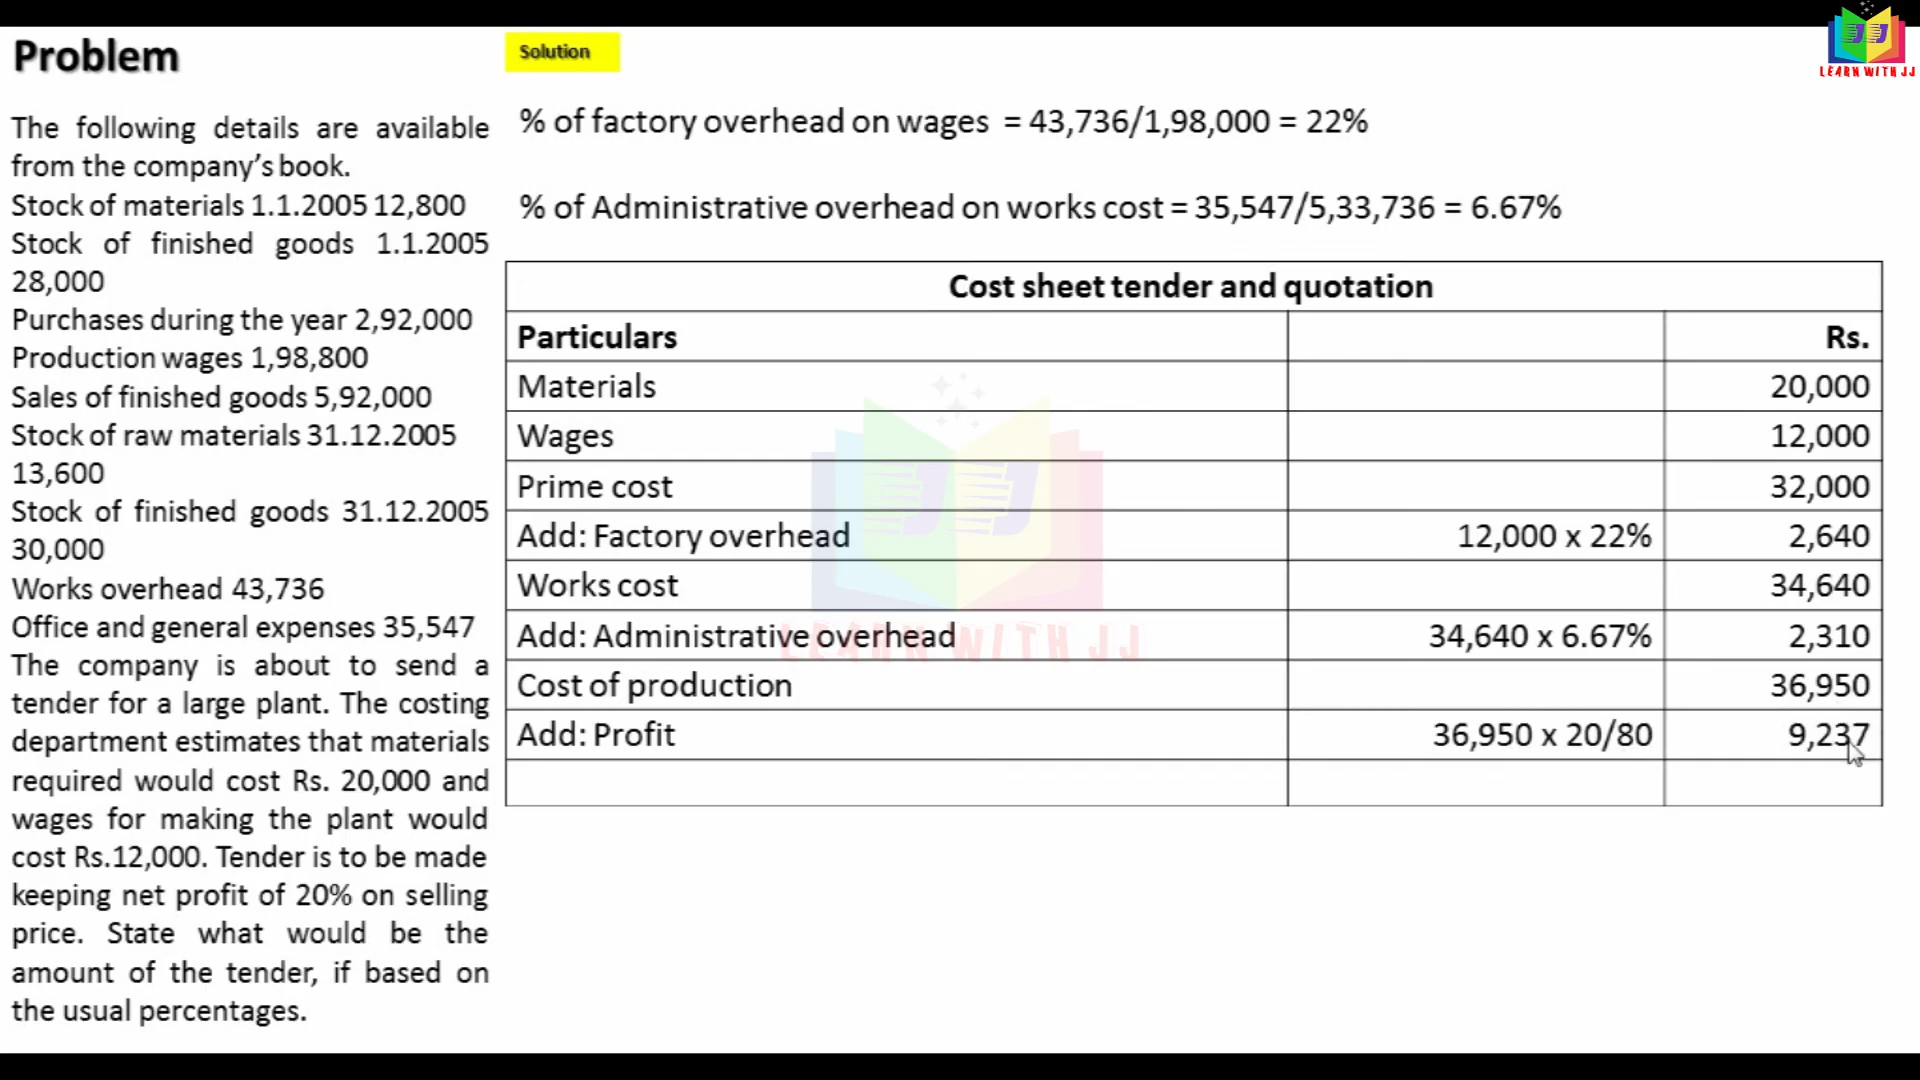 Problem
The following details are available
from the company's book.
Stock of materials 1.1.2005 12,800
Stock of finished goods 1.1.2005
28,000
Purchases during the year 2,92,000
Production wages 1,98,800
Sales of finished goods 5,92,000
Stock of raw materials 31.12.2005
13,600
Stock of finished goods 31.12.2005
30,000
Works overhead 43,736
Office and general expenses 35,547
The company is about to send a
tender for a large plant. The costing
department estimates that materials
required would cost Rs. 20,000 and
wages for making the plant would
cost Rs.12,000. Tender is to be made
keeping net profit of 20% on selling
price. State what would be the
amount of the tender, if based on
the usual percentages.
Solution
% of factory overhead on wages = 43,736/1,98,000 = 22%
% of Administrative overhead on works cost = 35,547/5,33,736 = 6.67%
Cost sheet tender and quotation
Particulars Rs.
Materials 20,000
Wages 12,000
Prime cost 32,000
Add: Factory overhead 12,000 x 22% 2,640
Works cost 34,640
Add: Administrative overhead 34,640 x 6.67% 2,310
Cost of production 36,950
Add: Profit 36,950 x 20/80 9,237
JJ
LEARN WITH JJ
JJ
LEARN WITH JJ